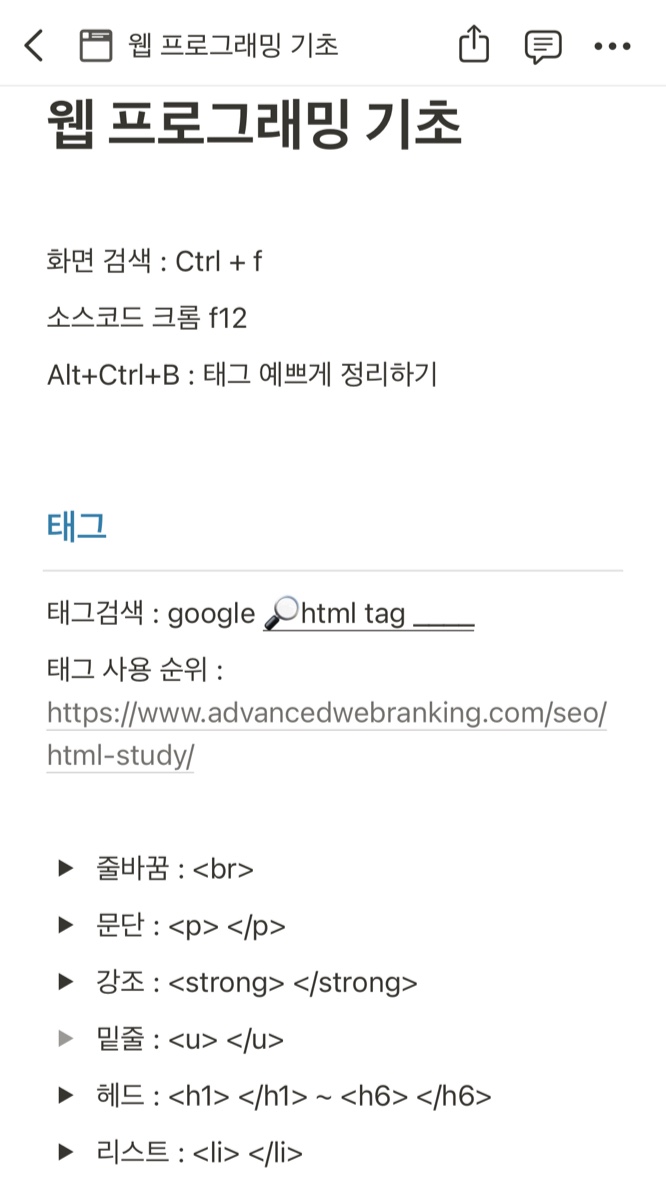 웹 프로그래밍 기초
웹 프로그래밍 기초
화면 검색 : Ctrl + f
소스코드 크롬 f12
Alt+Ctrl+B : 태그 예쁘게 정리하기
태그
태그검색 : google 🔎html tag _____
태그 사용 순위 :
https://www.advancedwebranking.com/seo/
html-study/
줄바꿈 : <br>
문단 : <p> </p>
강조 : <strong> </strong>
밑줄 : <u> </u>
헤드 : <h1> </h1> ~ <h6> </h6>
리스트 : <li> </li>